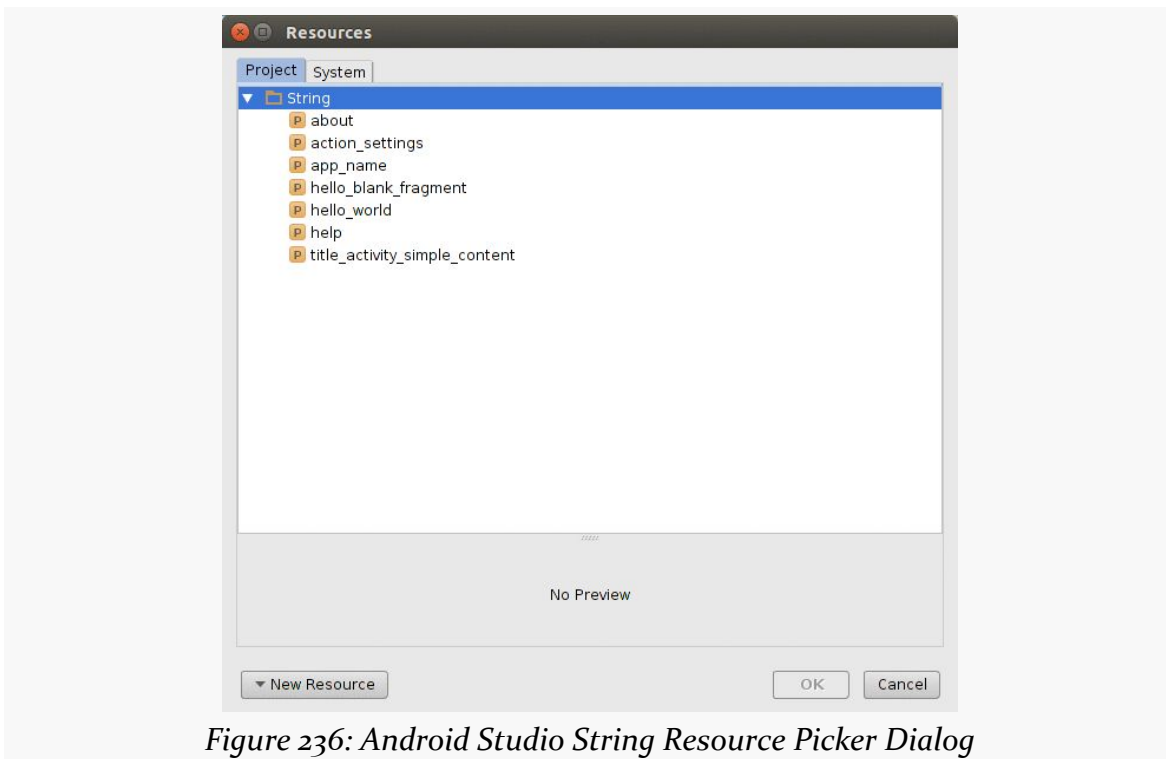 Resources
Project System
String
P about
P action_settings
P app_name
P hello_blank_fragment
P hello_world
P help
P title_activity_simple_content
No Preview
New Resource OK Cancel
Figure 236: Android Studio String Resource Picker Dialog